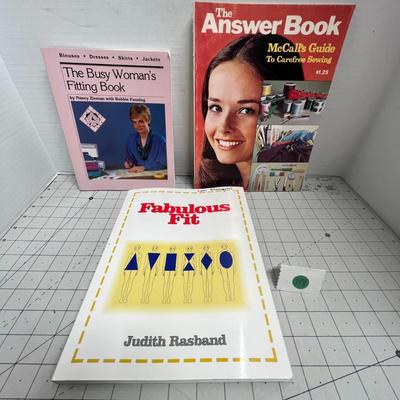 Blouses • Dresses • Skirts • Jackets
The Busy Woman's
Fitting Book
by Nancy Zieman with Robbie Fanning
The
Answer Book
McCall's Guide
To Carefree Sewing
$1.25
Fabulous
Fit
Judith Rasband